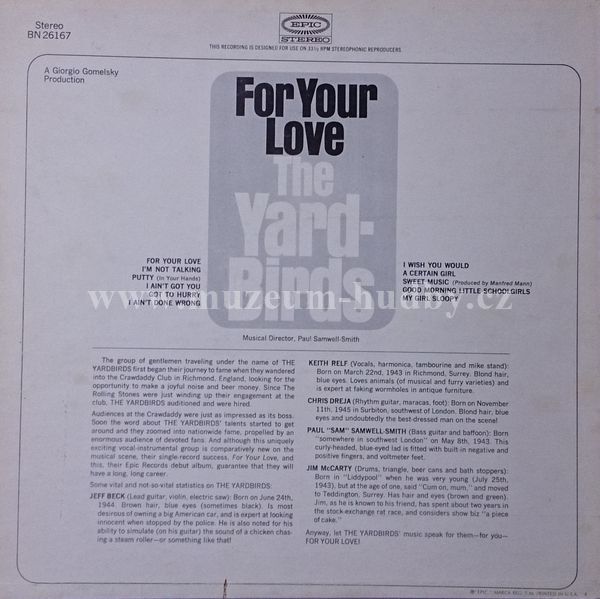 Stereo
BN 26167
EPIC
STEREO
THIS RECORDING IS DESIGNED FOR USE ON 33⅓ RPM STEREOPHONIC REPRODUCERS.
A Giorgio Gomelsky
Production
For Your
Love
The
Yard-
Birds
FOR YOUR LOVE
I'M NOT TALKING
PUTTY (In Your Hands)
I AIN'T GOT YOU
GOT TO HURRY
I AIN'T DONE WRONG
I WISH YOU WOULD
A CERTAIN GIRL
SWEET MUSIC (Produced by Manfred Mann)
GOOD MORNING LITTLE SCHOOLGIRLS
MY GIRL SLOOPY
www.muzeum-hudby.cz
Musical Director, Paul Samwell-Smith
The group of gentlemen traveling under the name of THE
YARDBIRDS first began their journey to fame when they wandered
into the Crawdaddy Club in Richmond, England, looking for the
opportunity to make a joyful noise and beer money. Since The
Rolling Stones were just winding up their engagement at the
club, THE YARDBIRDS auditioned and were hired.
Audiences at the Crawdaddy were just as impressed as its boss.
Soon the word about THE YARDBIRDS' talents started to get
around and they zoomed into nationwide fame, propelled by an
enormous audience of devoted fans. And although this uniquely
exciting vocal-instrumental group is comparatively new on the
musical scene, their single-record success, For Your Love, and
this, their Epic Records debut album, guarantee that they will
have a long, long career.
Some vital and not-so-vital statistics on THE YARDBIRDS:
JEFF BECK (Lead guitar, violin, electric saw): Born on June 24th,
1944. Brown hair, blue eyes (sometimes black). Is most
desirous of owning a big American car, and is expert at looking
innocent when stopped by the police. He is also noted for his
ability to simulate (on his guitar) the sound of a chicken chas-
ing a steam roller—or something like that!
KEITH RELF (Vocals, harmonica, tambourine and mike stand):
Born on March 22nd, 1943 in Richmond, Surrey. Blond hair,
blue eyes. Loves animals (of musical and furry varieties) and
is expert at faking wormholes in antique furniture.
CHRIS DREJA (Rhythm guitar, maracas, foot): Born on November
11th, 1945 in Surbiton, southwest of London. Blond hair, blue
eyes and undoubtedly the best-dressed man on the scene!
PAUL "SAM" SAMWELL-SMITH (Bass guitar and baffoon): Born
"somewhere in southwest London" on May 8th, 1943. This
curly-headed, blue-eyed lad is fitted with built-in negative and
positive fingers, and voltmeter feet.
JIM McCARTY (Drums, triangle, beer cans and bath stoppers):
Born in "Liddypool" when he was very young (July 25th,
1943), but at the age of one, said "Cum on, mum," and moved
to Teddington, Surrey. Has hair and eyes (brown and green).
Jim, as he is known to his friend, has spent about two years in
the stock-exchange rat race, and considers show biz "a piece
of cake."
Anyway, let THE YARDBIRDS' music speak for them—for you—
FOR YOUR LOVE!
PRINTED IN U.S.A.